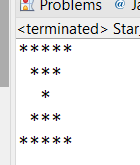 Problems @ Ja
<terminated> Star
*****
 ***
  *
 ***
*****